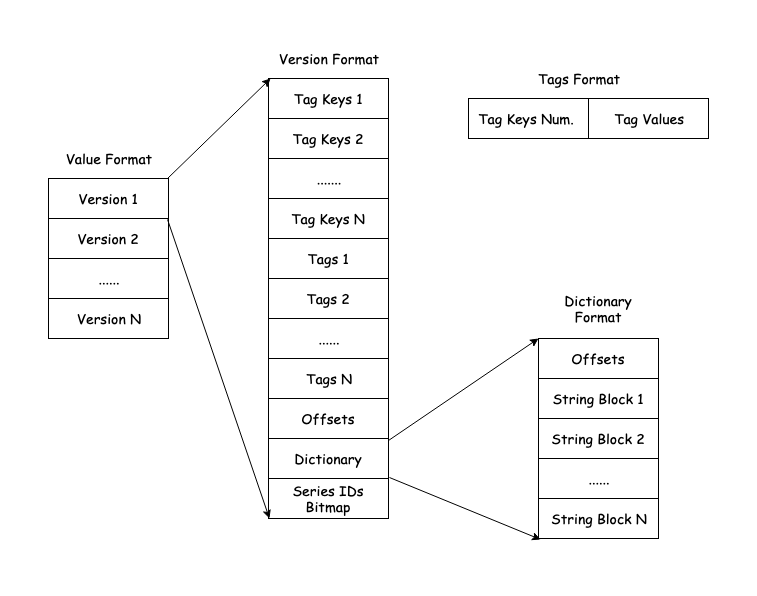 Version Format
Tag Keys 1
Tag Keys 2
.......
Tag Keys N
Tags 1
Tags 2
......
Tags N
Offsets
Dictionary
Series IDs
Bitmap
Tags Format
Tag Keys Num.
Tag Values
Value Format
Version 1
Version 2
......
Version N
Dictionary
Format
Offsets
String Block 1
String Block 2
......
String Block N